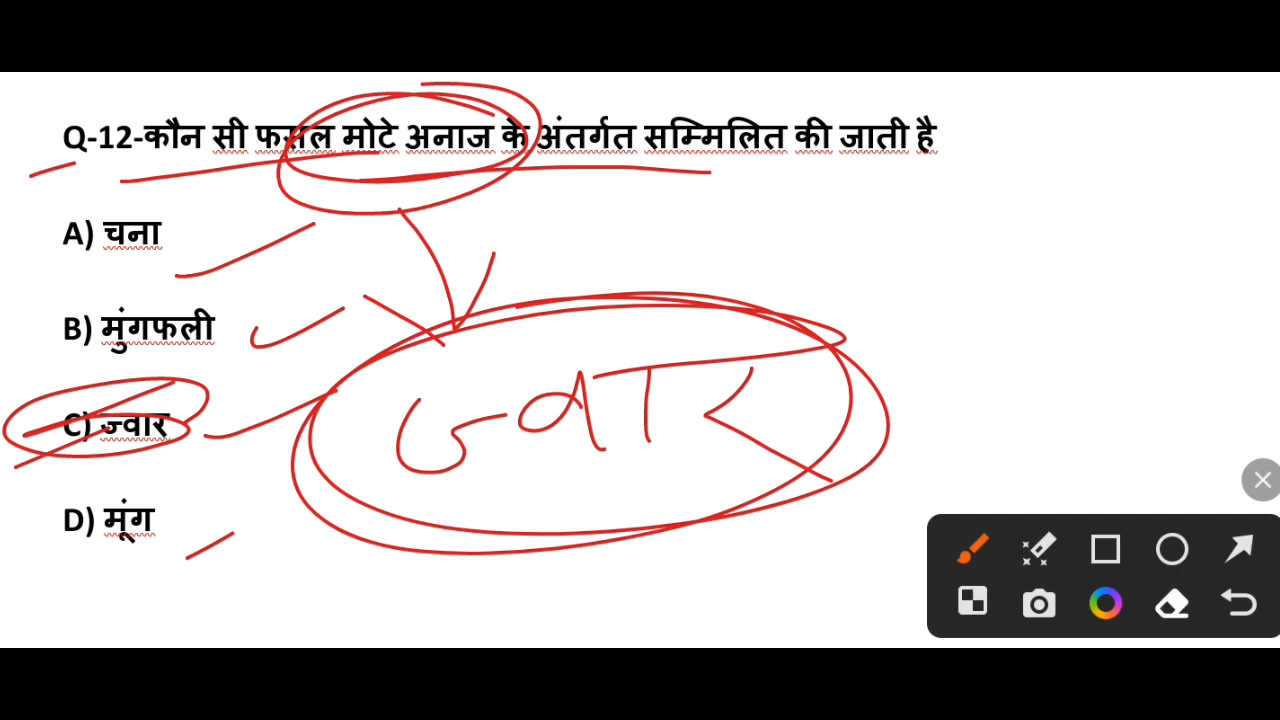 Q-12-कौन सी फसल मोटे अनाज के अंतर्गत सम्मिलित की जाती है
A) चना
B) मुंगफली
C) ज्वार
ज्वार
D) मूंग